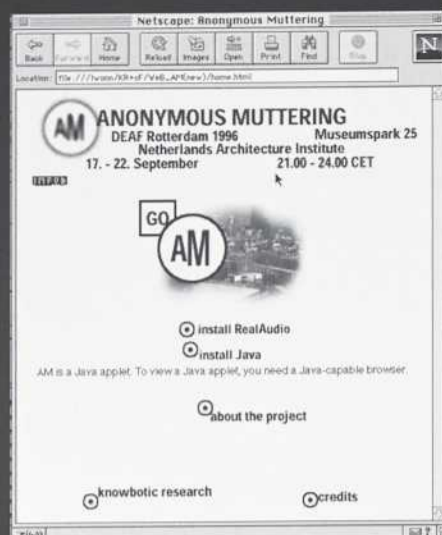 Netscape: Anonymous Muttering
Back Forward Home Reload Images Open Print Find Stop
N
Location:
AM
ANONYMOUS MUTTERING
DEAF Rotterdam 1996 Museumspark 25
Netherlands Architecture Institute
17. - 22. September 21.00 - 24.00 CET
GO
AM
install RealAudio
install Java
AM is a Java applet. To view a Java applet, you need a Java-capable browser.
about the project
knowbotic research
credits